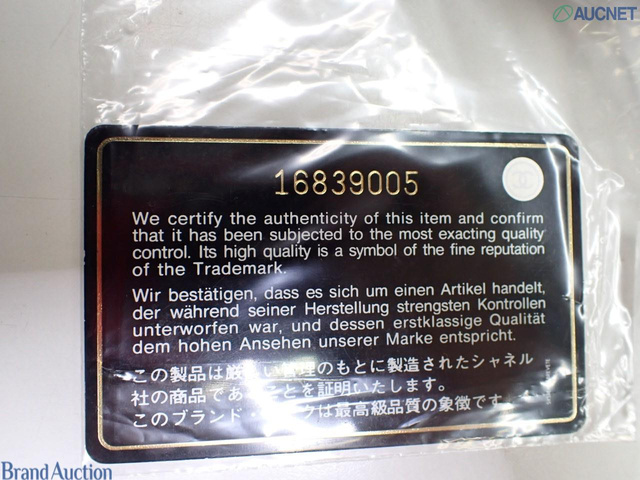 AUCNET
16839005
We certify the authenticity of this item and confirm
that it has been subjected to the most exacting quality
control. Its high quality is a symbol of the fine reputation
of the Trademark.
Wir bestätigen, dass es sich um einen Artikel handelt,
der während seiner Herstellung strengsten Kontrollen
unterworfen war, und dessen erstklassige Qualität
dem hohen Ansehen unserer Marke entspricht.
この製品は厳しい管理のもとに製造されたシャネル
社の商品であることを証明いたします。
このブランド・ は最高級品質の象徴です
Brand Auction